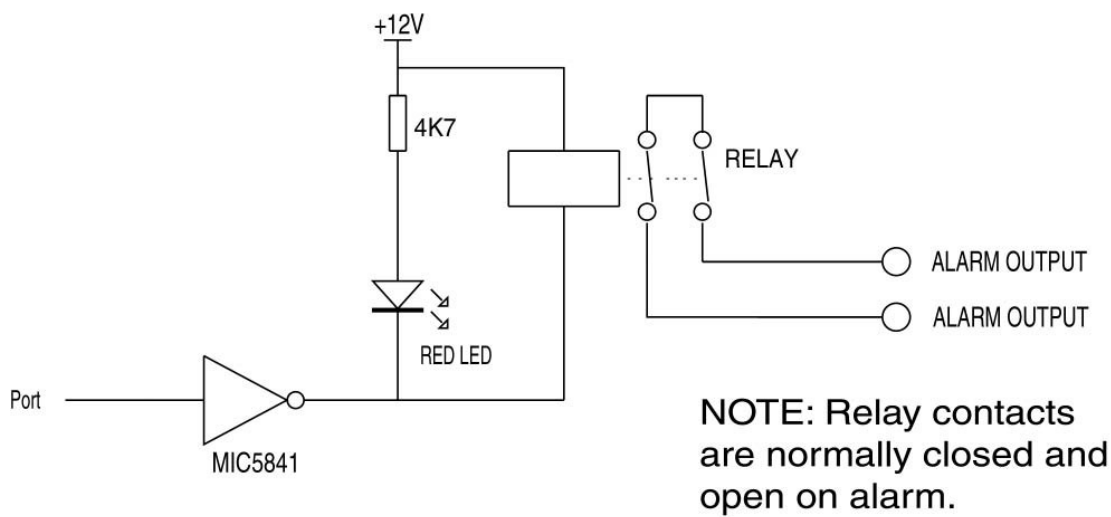 +12V
4K7
RELAY
ALARM OUTPUT
ALARM OUTPUT
RED LED
Port
MIC5841
NOTE: Relay contacts
are normally closed and
open on alarm.